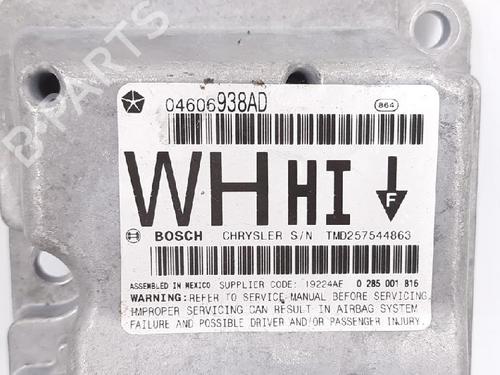 B-PARTS
04606938AD
864
WH HI F
BOSCH CHRYSLER S/N TMD257544863
ASSEMBLED IN MEXICO SUPPLIER CODE: 19224AF 0 285 001 816
WARNING: REFER TO SERVICE MANUAL BEFORE SERVICING.
IMPROPER SERVICING CAN RESULT IN AIRBAG SYSTEM
FAILURE AND POSSIBLE DRIVER AND/OR PASSENGER INJURY.